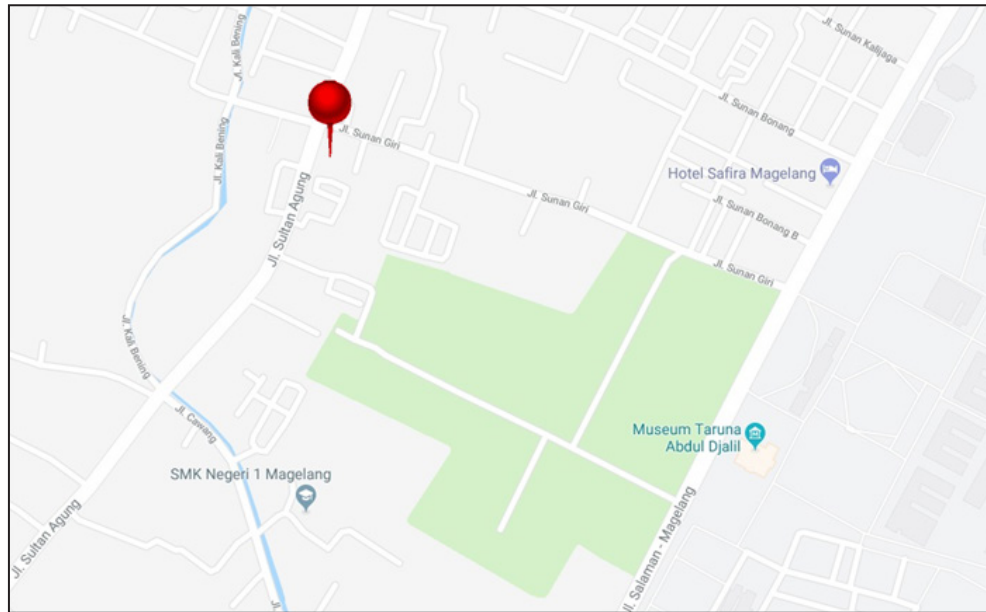 Jl. Kali Bening
Jl. Sunan Kalijaga
Jl. Sunan Bonang
Jl. Kali Bening
Jl. Sunan Giri
Hotel Safira Magelang
Jl. Sunan Giri
Jl. Sunan Bonang B
Jl. Sultan Agung
Jl. Sunan Giri
Jl. Kali Bening
Jl. Cawang
Museum Taruna
Abdul Djalil
SMK Negeri 1 Magelang
Jl. Sultan Agung
Jl. Salaman - Magelang